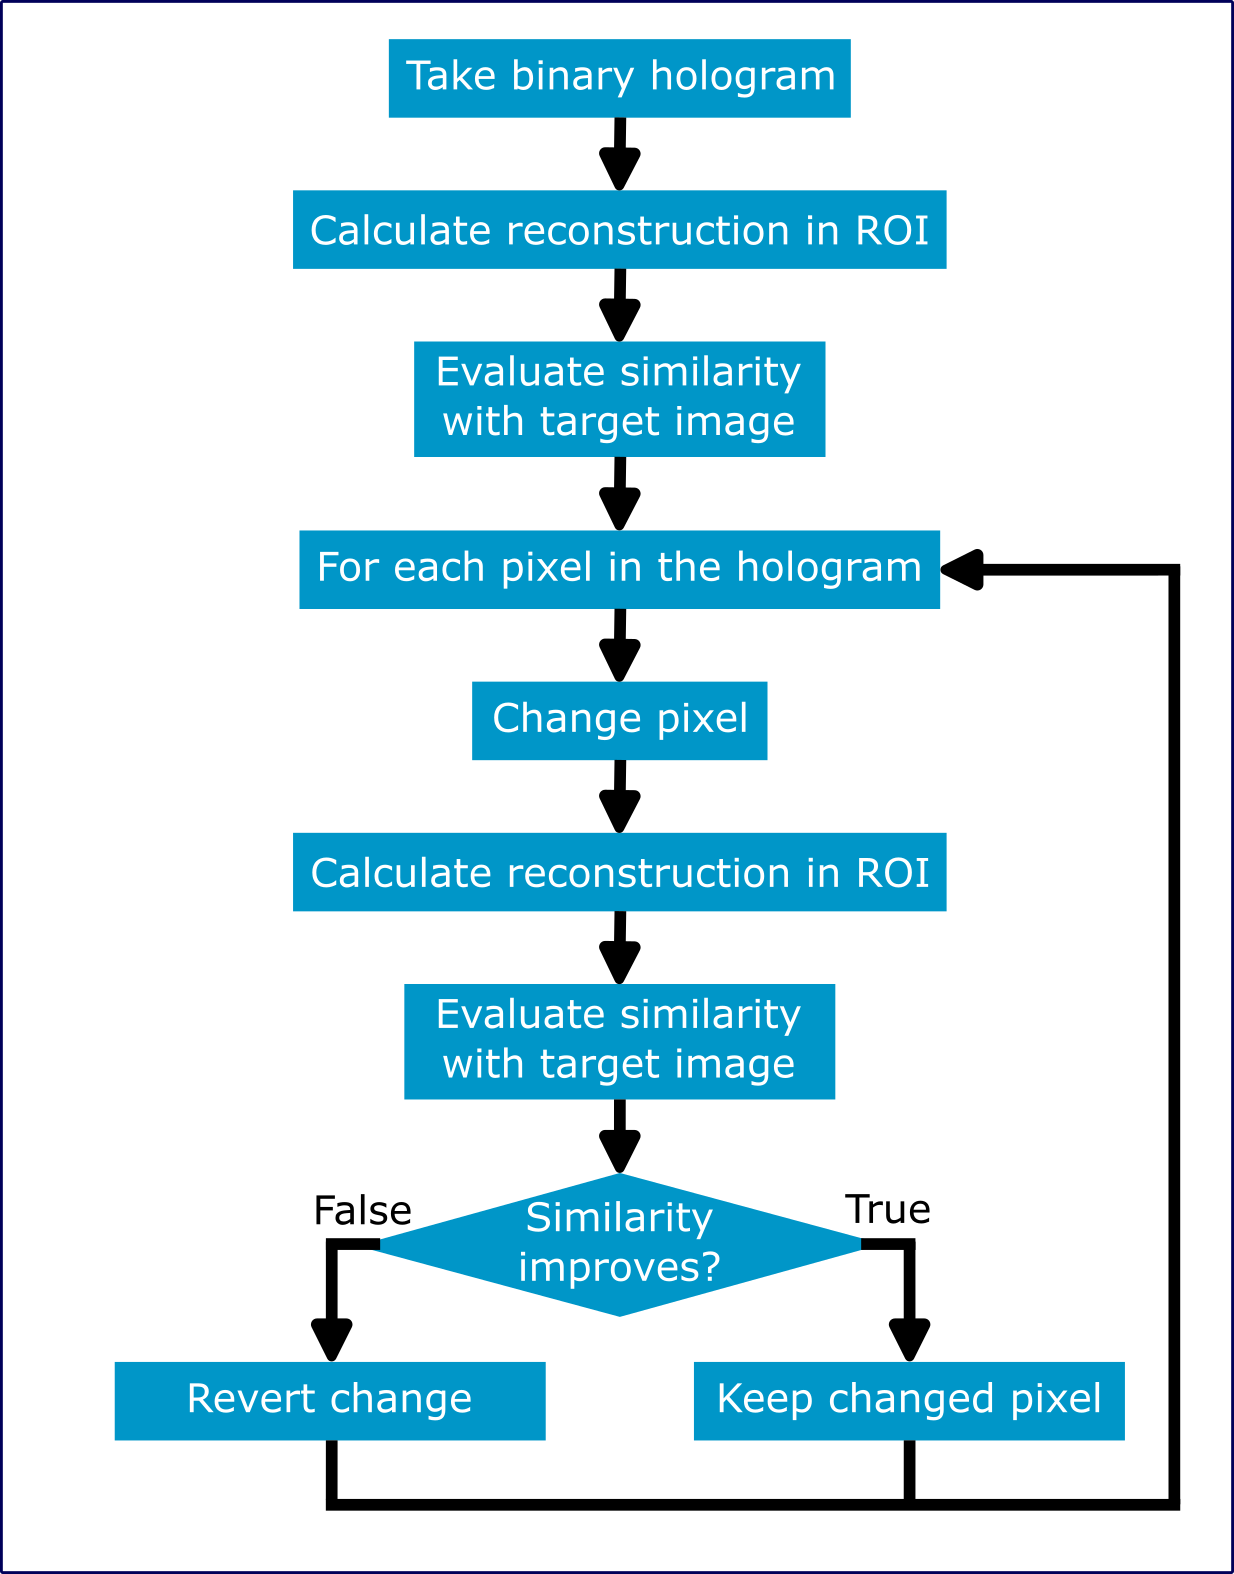 Take binary hologram
Calculate reconstruction in ROI
Evaluate similarity
with target image
For each pixel in the hologram
Change pixel
Calculate reconstruction in ROI
Evaluate similarity
with target image
False
True
Similarity
improves?
Revert change
Keep changed pixel